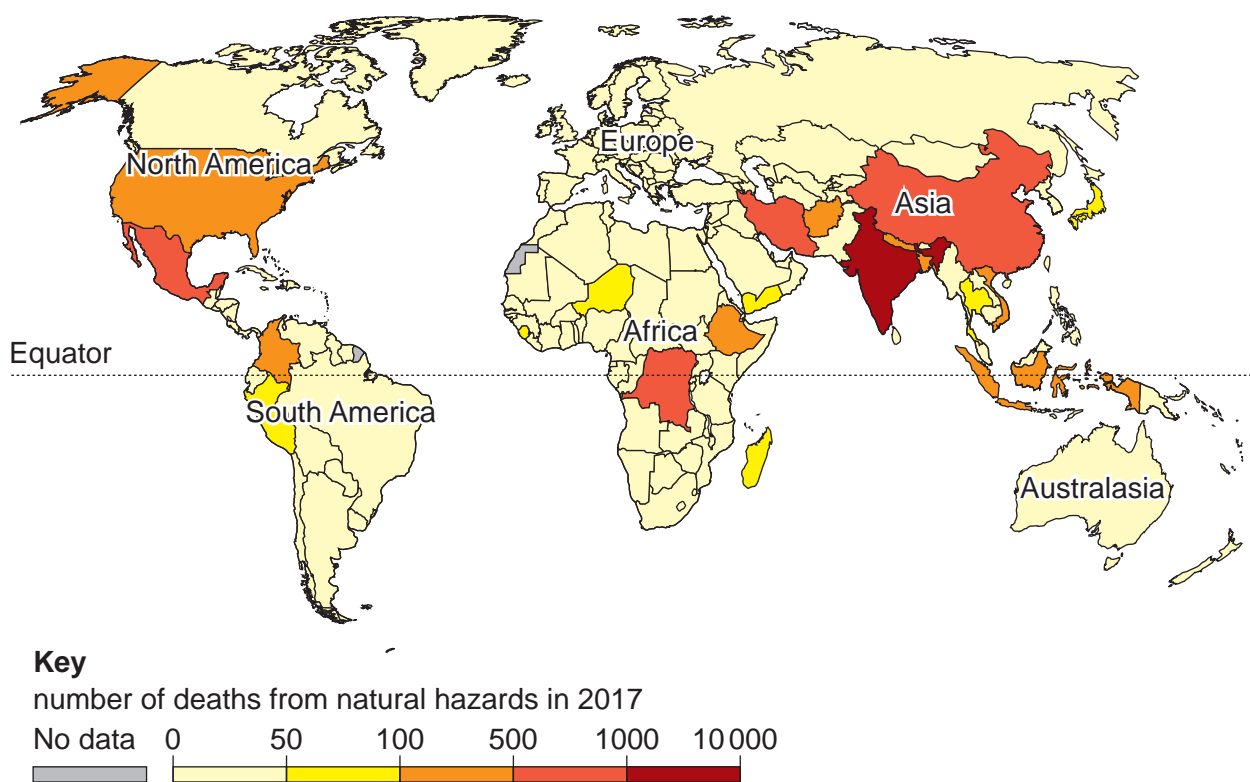 North America
Europe
Asia
Africa
Equator
South America
Australasia
Key
number of deaths from natural hazards in 2017
No data 0 50 100 500 1000 10 000